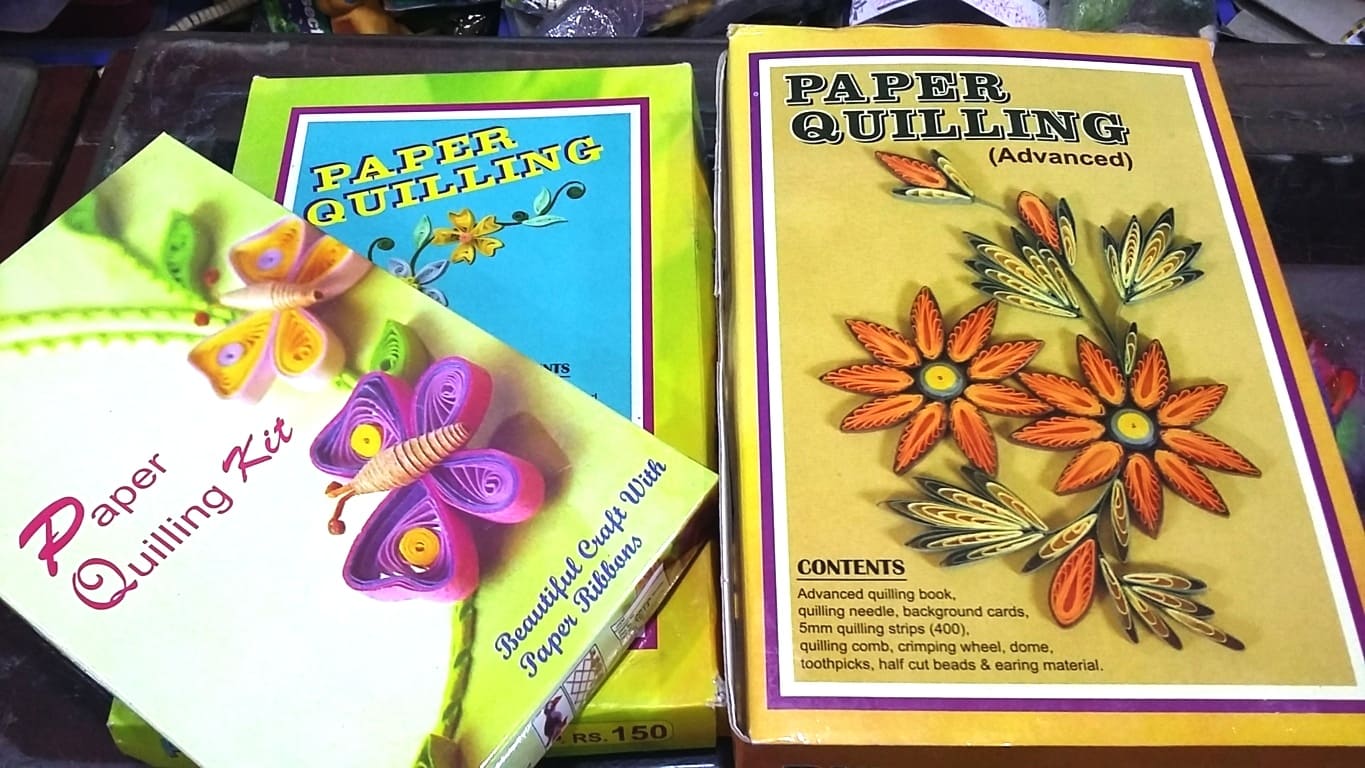 Paper
Quilling Kit
Beautiful Craft With
Paper Ribbons
PAPER
QUILLING
RS. 150
PAPER
QUILLING
(Advanced)
CONTENTS
Advanced quilling book,
quilling needle, background cards,
5mm quilling strips (400),
quilling comb, crimping wheel, dome,
toothpicks, half cut beads & earing material.